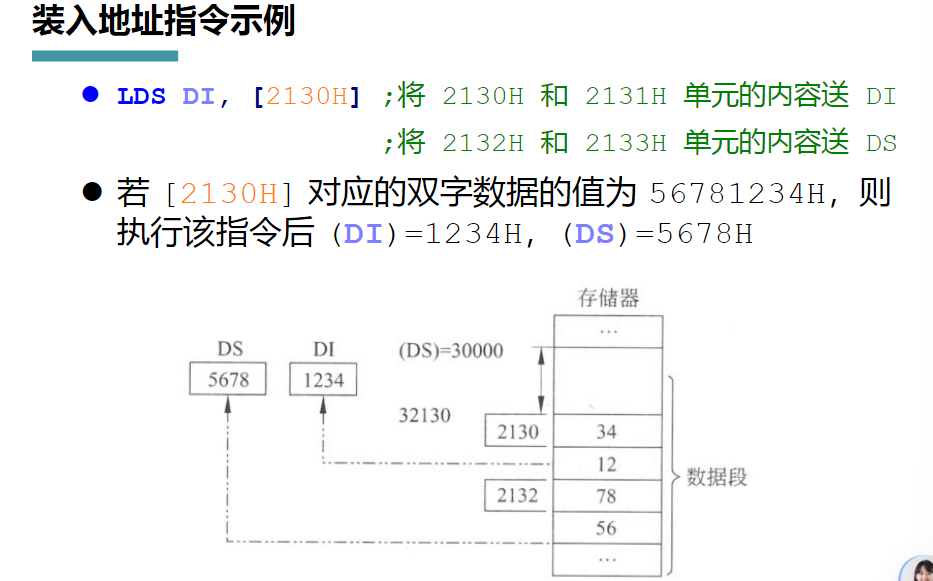 装入地址指令示例
LDS DI, [2130H] ;将 2130H 和 2131H 单元的内容送 DI
;将 2132H 和 2133H 单元的内容送 DS
若 [2130H] 对应的双字数据的值为 56781234H，则
执行该指令后 (DI)=1234H, (DS)=5678H
存储器
…
DS DI (DS)=30000
5678 1234
32130
2130 34
12
2132 78
数据段
56
…